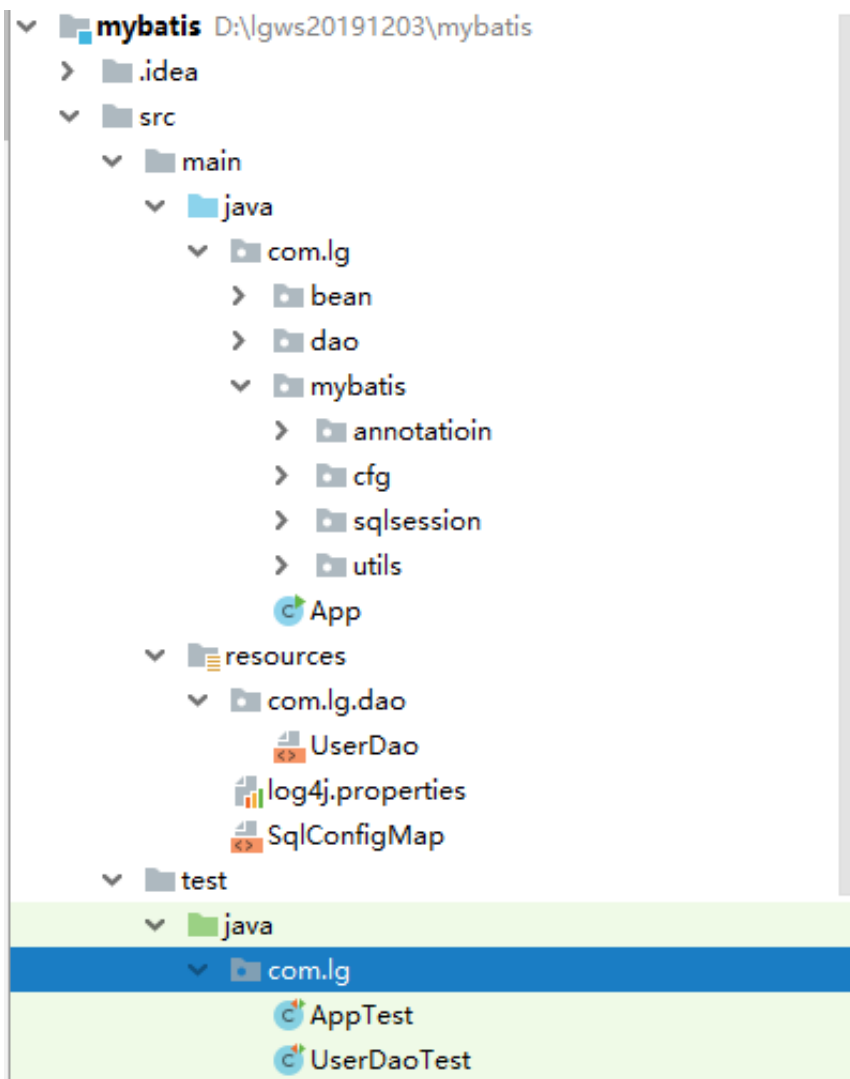 mybatis D:\lgws20191203\mybatis
.idea
src
main
java
com.lg
bean
dao
mybatis
annotatioin
cfg
sqlsession
utils
App
resources
com.lg.dao
UserDao
log4j.properties
SqlConfigMap
test
java
com.lg
AppTest
UserDaoTest